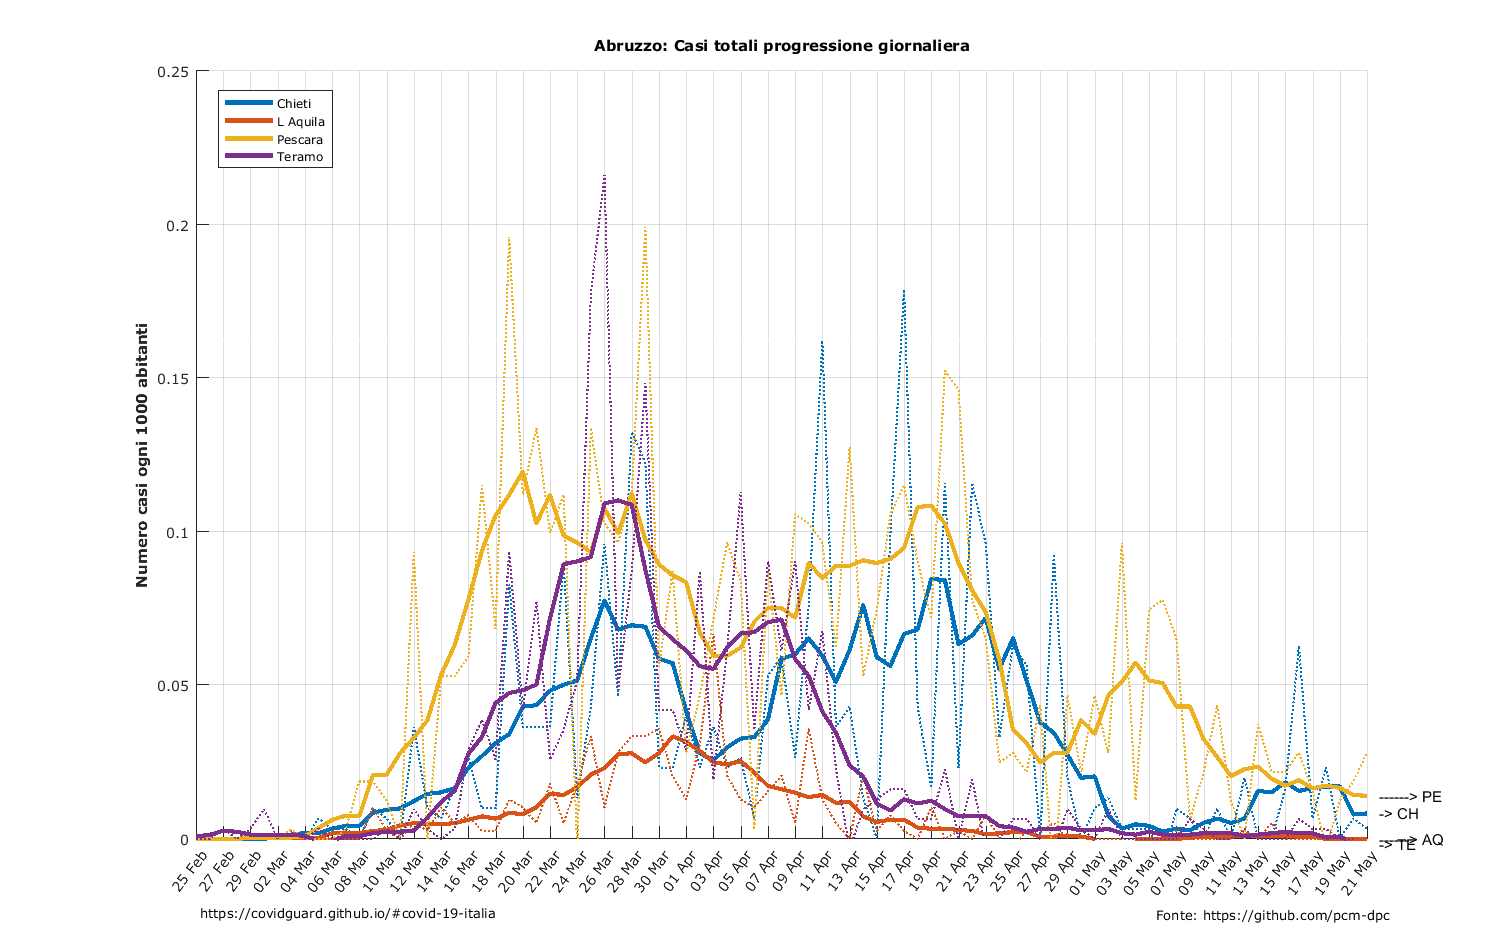 Abruzzo: Casi totali progressione giornaliera
Numero casi ogni 1000 abitanti
0.25
0.2
0.15
0.1
0.05
0
Chieti
L Aquila
Pescara
Teramo
------> PE
-> CH
------> AQ
-> TE
25 Feb
27 Feb
29 Feb
02 Mar
04 Mar
06 Mar
08 Mar
10 Mar
12 Mar
14 Mar
16 Mar
18 Mar
20 Mar
22 Mar
24 Mar
26 Mar
28 Mar
30 Mar
01 Apr
03 Apr
05 Apr
07 Apr
09 Apr
11 Apr
13 Apr
15 Apr
17 Apr
19 Apr
21 Apr
23 Apr
25 Apr
27 Apr
29 Apr
01 May
03 May
05 May
07 May
09 May
11 May
13 May
15 May
17 May
19 May
21 May
https://covidguard.github.io/#covid-19-italia
Fonte: https://github.com/pcm-dpc